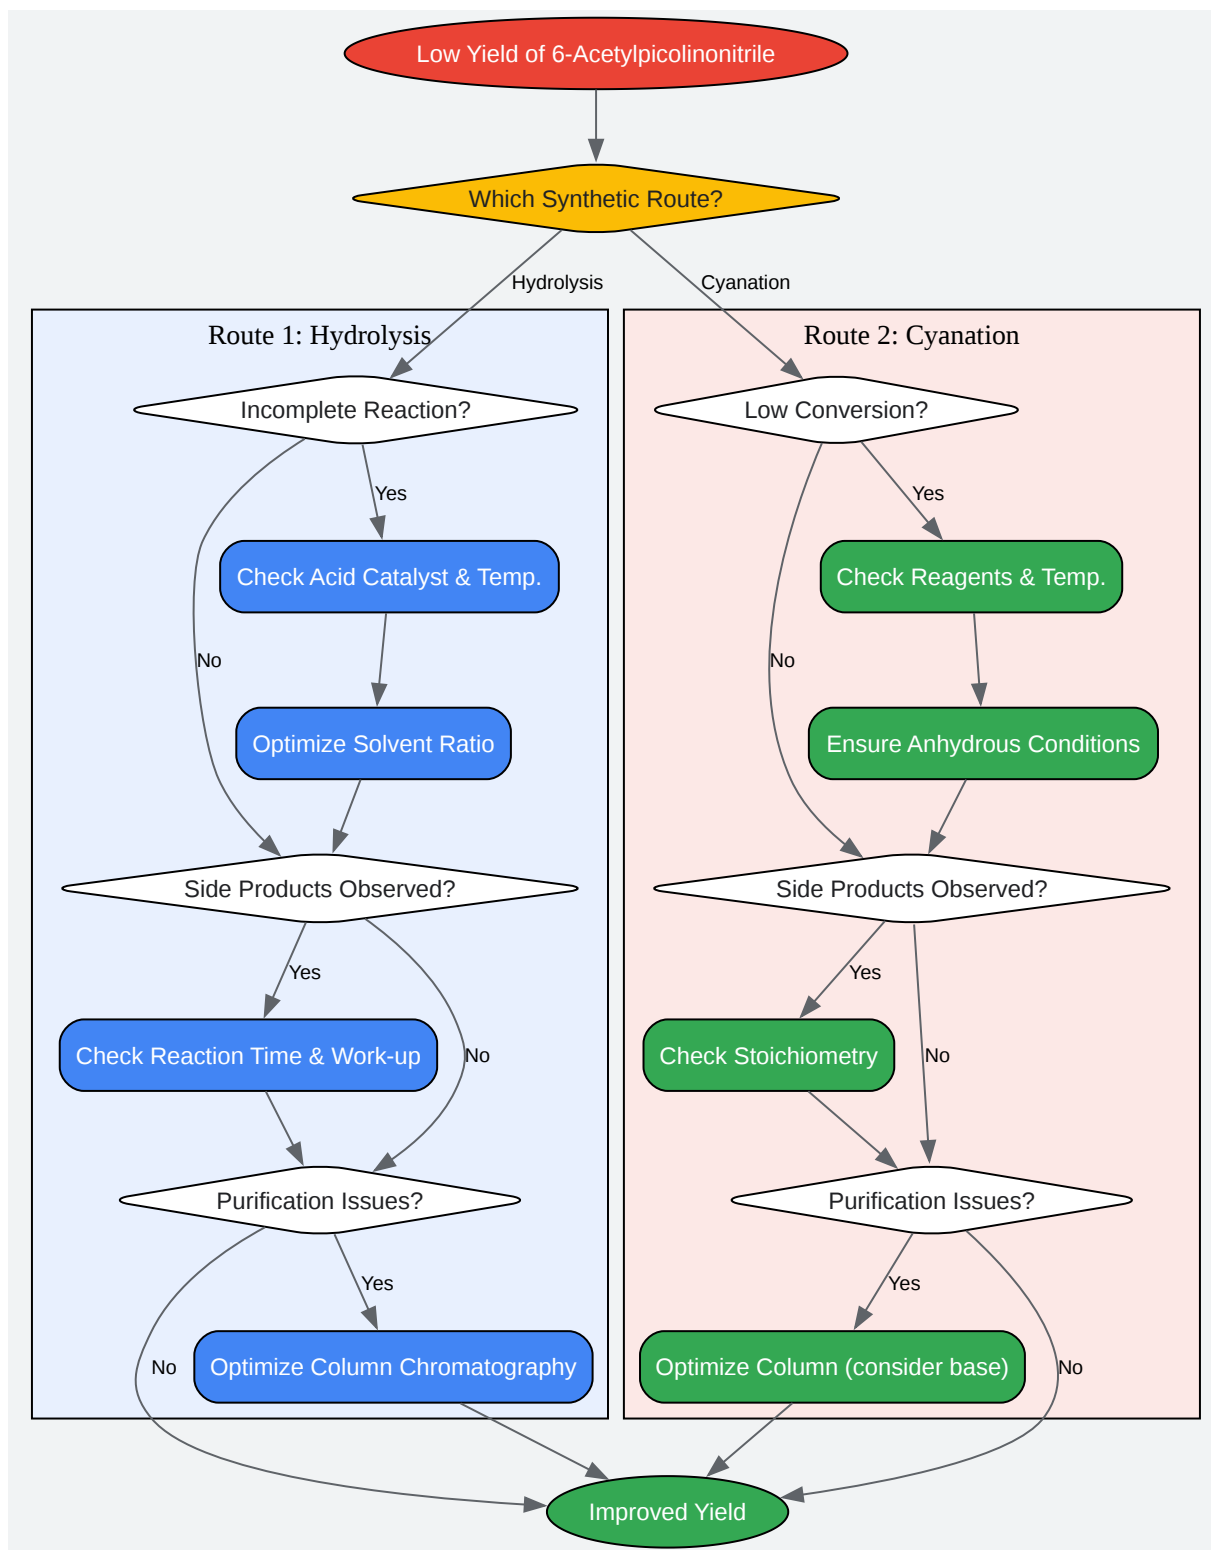 Low Yield of 6-Acetylpicolinonitrile
Which Synthetic Route?
Hydrolysis
Cyanation
Route 1: Hydrolysis
Incomplete Reaction?
Yes
Check Acid Catalyst & Temp.
No
Optimize Solvent Ratio
Side Products Observed?
Yes
Check Reaction Time & Work-up
No
Purification Issues?
Yes
No
Optimize Column Chromatography
Route 2: Cyanation
Low Conversion?
Yes
Check Reagents & Temp.
No
Ensure Anhydrous Conditions
Side Products Observed?
Yes
Check Stoichiometry
No
Purification Issues?
Yes
Optimize Column (consider base)
No
Improved Yield